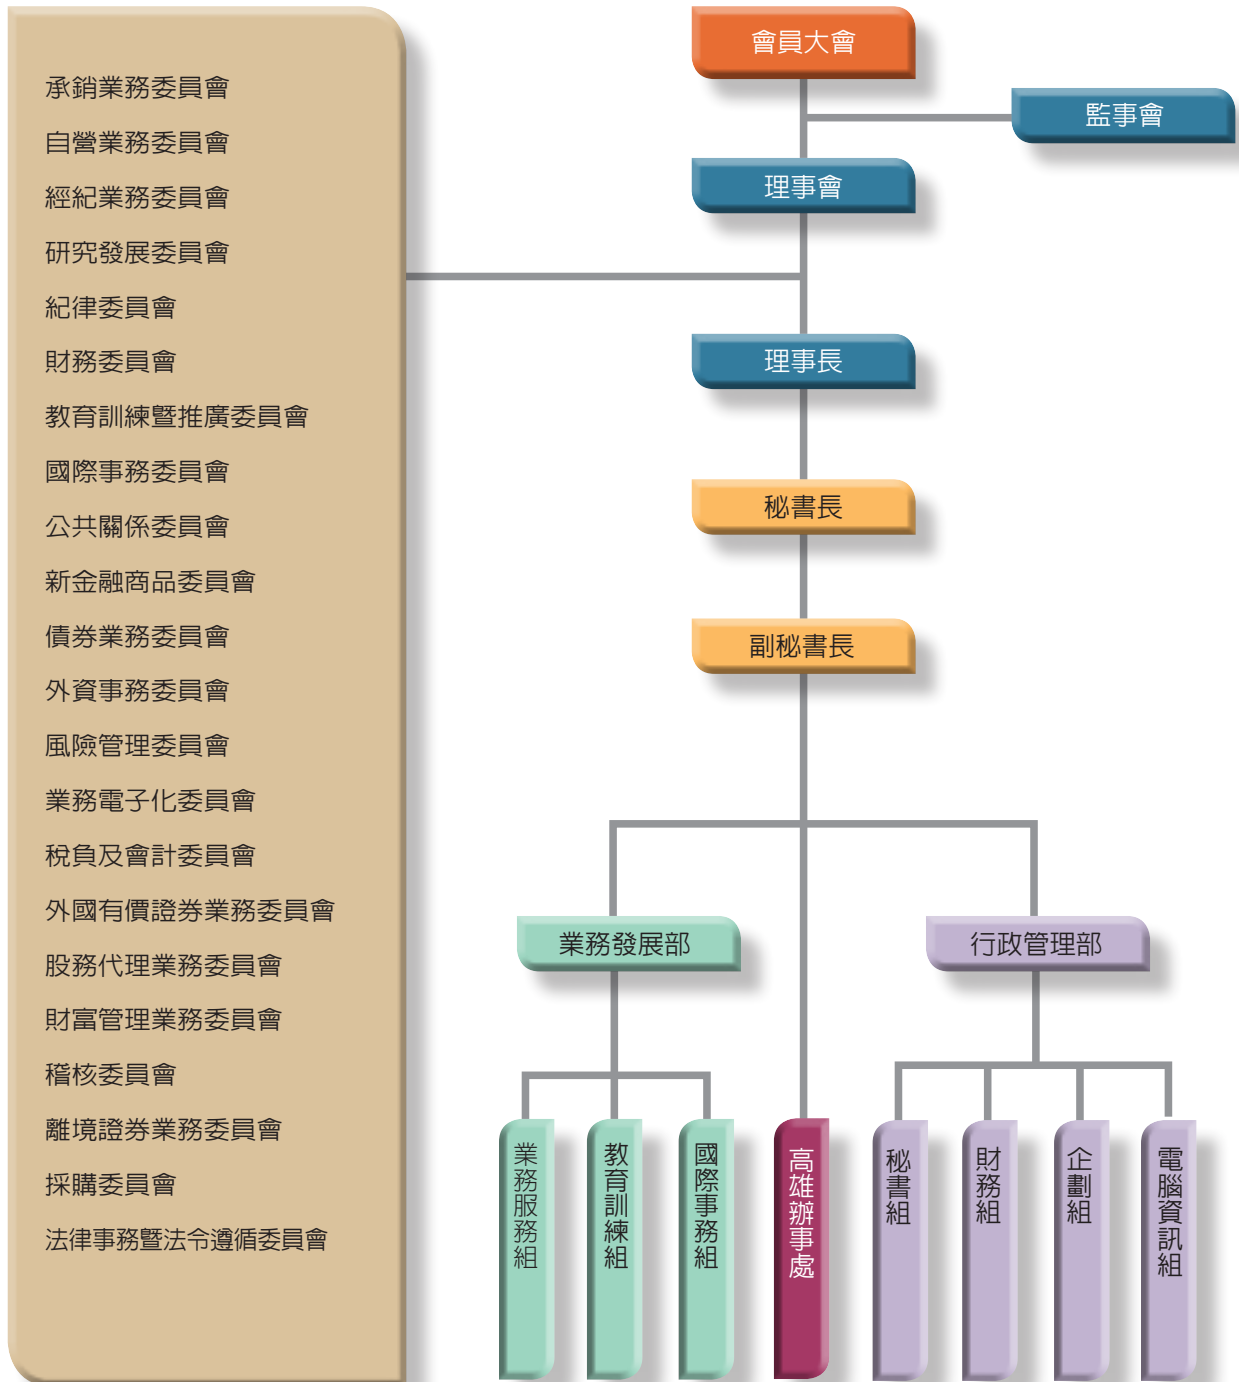 承銷業務委員會
自營業務委員會
經紀業務委員會
研究發展委員會
紀律委員會
財務委員會
教育訓練暨推廣委員會
國際事務委員會
公共關係委員會
新金融商品委員會
債券業務委員會
外資事務委員會
風險管理委員會
業務電子化委員會
稅負及會計委員會
外國有價證券業務委員會
股務代理業務委員會
財富管理業務委員會
稽核委員會
離境證券業務委員會
採購委員會
法律事務暨法令遵循委員會
會員大會
監事會
理事會
理事長
秘書長
副秘書長
業務發展部
行政管理部
業務服務組
教育訓練組
國際事務組
高雄辦事處
秘書組
財務組
企劃組
電腦資訊組